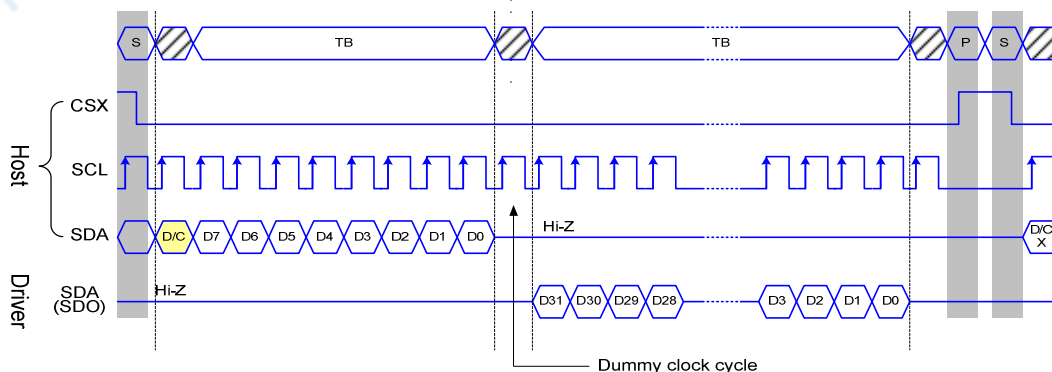 S TB TB P S
CSX
SCL
SDA D/C D7 D6 D5 D4 D3 D2 D1 D0 Hi-Z D/C X
Host
SDA (SDO) Hi-Z D31 D30 D29 D28 D3 D2 D1 D0
Driver
Dummy clock cycle